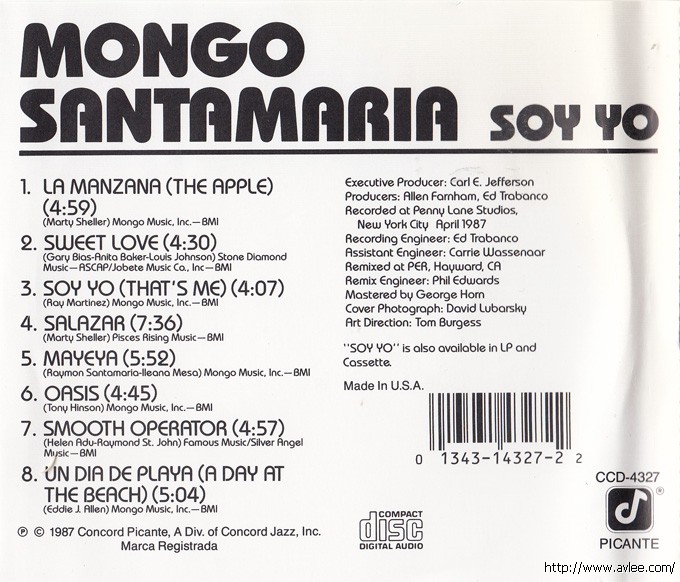 MONGO
SANTAMARIA SOY YO
1. LA MANZANA (THE APPLE)
(4:59)
(Marty Sheller) Mongo Music, Inc.—BMI
2. SWEET LOVE (4:30)
(Gary Bias-Anita Baker-Louis Johnson) Stone Diamond
Music—ASCAP/Jobete Music Co., Inc—BMI
3. SOY YO (THAT'S ME) (4:07)
(Ray Martinez) Mongo Music, Inc.—BMI
4. SALAZAR (7:36)
(Marty Sheller) Pisces Rising Music—BMI
5. MAYEYA (5:52)
(Raymon Santamaria-Ileana Mesa) Mongo Music, Inc.—BMI
6. OASIS (4:45)
(Tony Hinson) Mongo Music, Inc.—BMI
7. SMOOTH OPERATOR (4:57)
(Helen Adu-Raymond St. John) Famous Music/Silver Angel
Music—BMI
8. UN DIA DE PLAYA (A DAY AT
THE BEACH) (5:04)
(Eddie J. Allen) Mongo Music, Inc.—BMI
℗ © 1987 Concord Picante, A Div. of Concord Jazz, Inc.
Marca Registrada
Executive Producer: Carl E. Jefferson
Producers: Allen Farnham, Ed Trabanco
Recorded at Penny Lane Studios,
New York City April 1987
Recording Engineer: Ed Trabanco
Assistant Engineer: Carrie Wassenaar
Remixed at PER, Hayward, CA
Remix Engineer: Phil Edwards
Mastered by George Horn
Cover Photograph: David Lubarsky
Art Direction: Tom Burgess
"SOY YO" is also available in LP and
Cassette.
Made In U.S.A.
0 1343-14327-2 2
CCD-4327
®
PICANTE
COMPACT
disc
DIGITAL AUDIO
http://www.avlee.com/